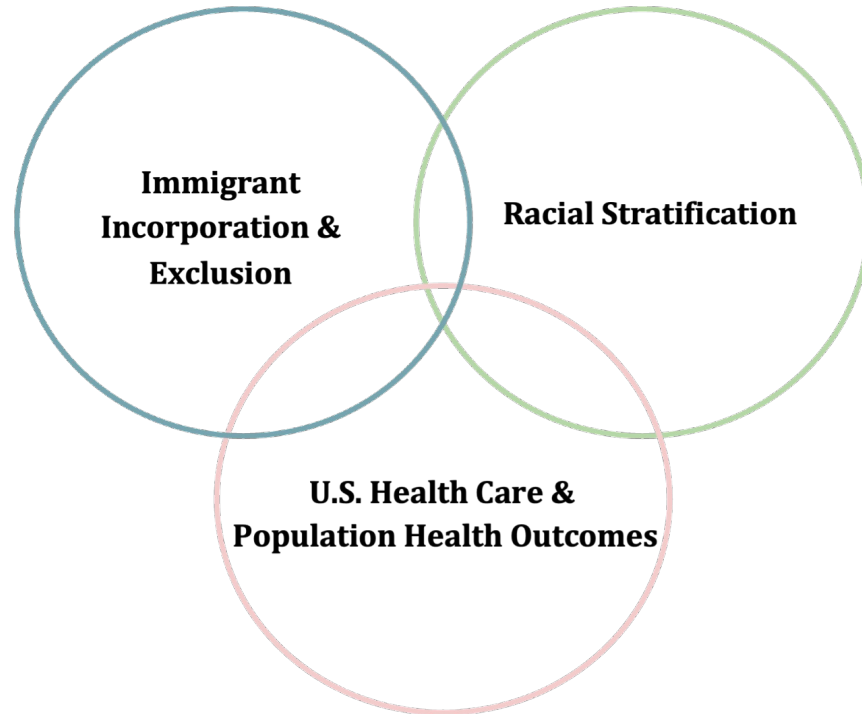 Immigrant
Incorporation &
Exclusion
Racial Stratification
U.S. Health Care &
Population Health Outcomes